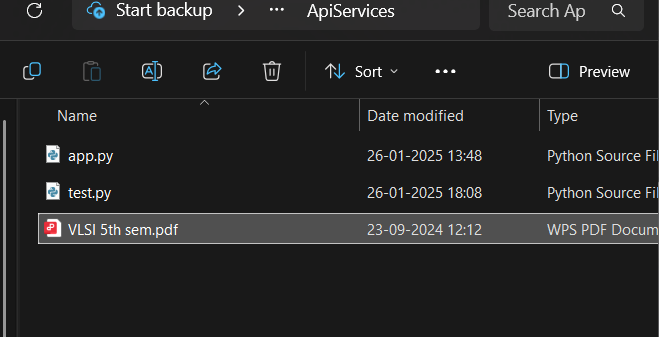 Start backup > ... ApiServices Search Ap
Sort ... Preview
Name Date modified Type
app.py 26-01-2025 13:48 Python Source Fil
test.py 26-01-2025 18:08 Python Source Fil
VLSI 5th sem.pdf 23-09-2024 12:12 WPS PDF Docum